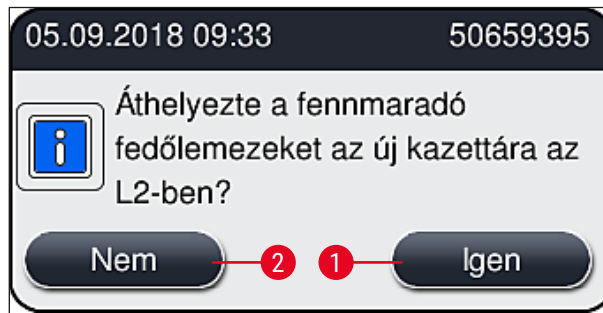 05.09.2018 09:33 50659395
Áthelyezte a fennmaradó
fedőlemezeket az új kazettára az
L2-ben?
Nem 2 1 Igen